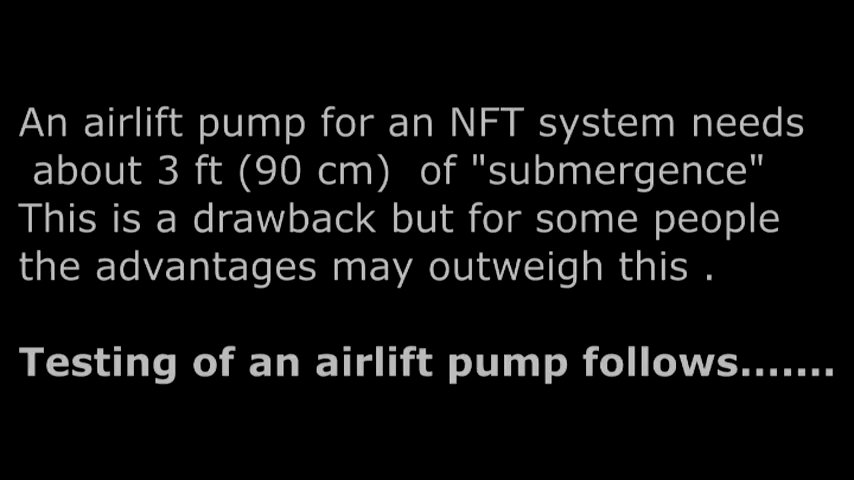 An airlift pump for an NFT system needs
about 3 ft (90 cm)  of "submergence"
This is a drawback but for some people
the advantages may outweigh this .
Testing of an airlift pump follows.......